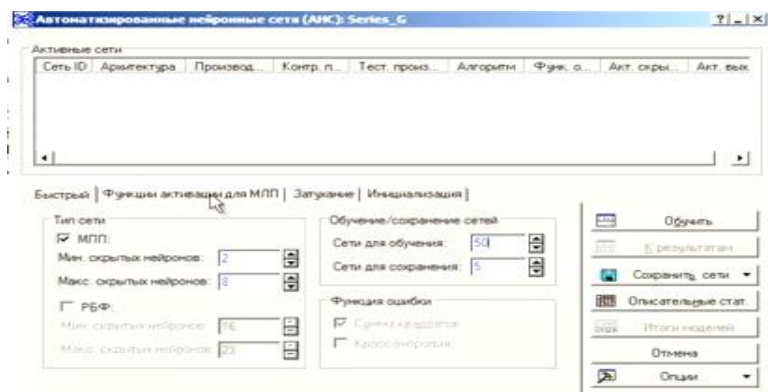 Автоматизированные нейронные сети (АНС): Series_G
Активные сети
Сеть ID Архитектура Производ... Контр. п... Тест. произ... Алгоритм Функ. о... Акт. скры... Акт. вых
Быстрый Функции активации для МЛП Затухание Инициализация
Тип сети
МЛП:
Мин. скрытых нейронов: 2
Макс. скрытых нейронов: 8
РБФ:
Мин. скрытых нейронов: 16
Макс. скрытых нейронов: 23
Обучение/сохранение сетей
Сети для обучения: 50
Сети для сохранения: 5
Функция ошибки
Сумма квадратов
Кросс энтропия
Обучить
К результатам
Сохранить сети
Описательные стат.
Итоги моделей
Отмена
Опции